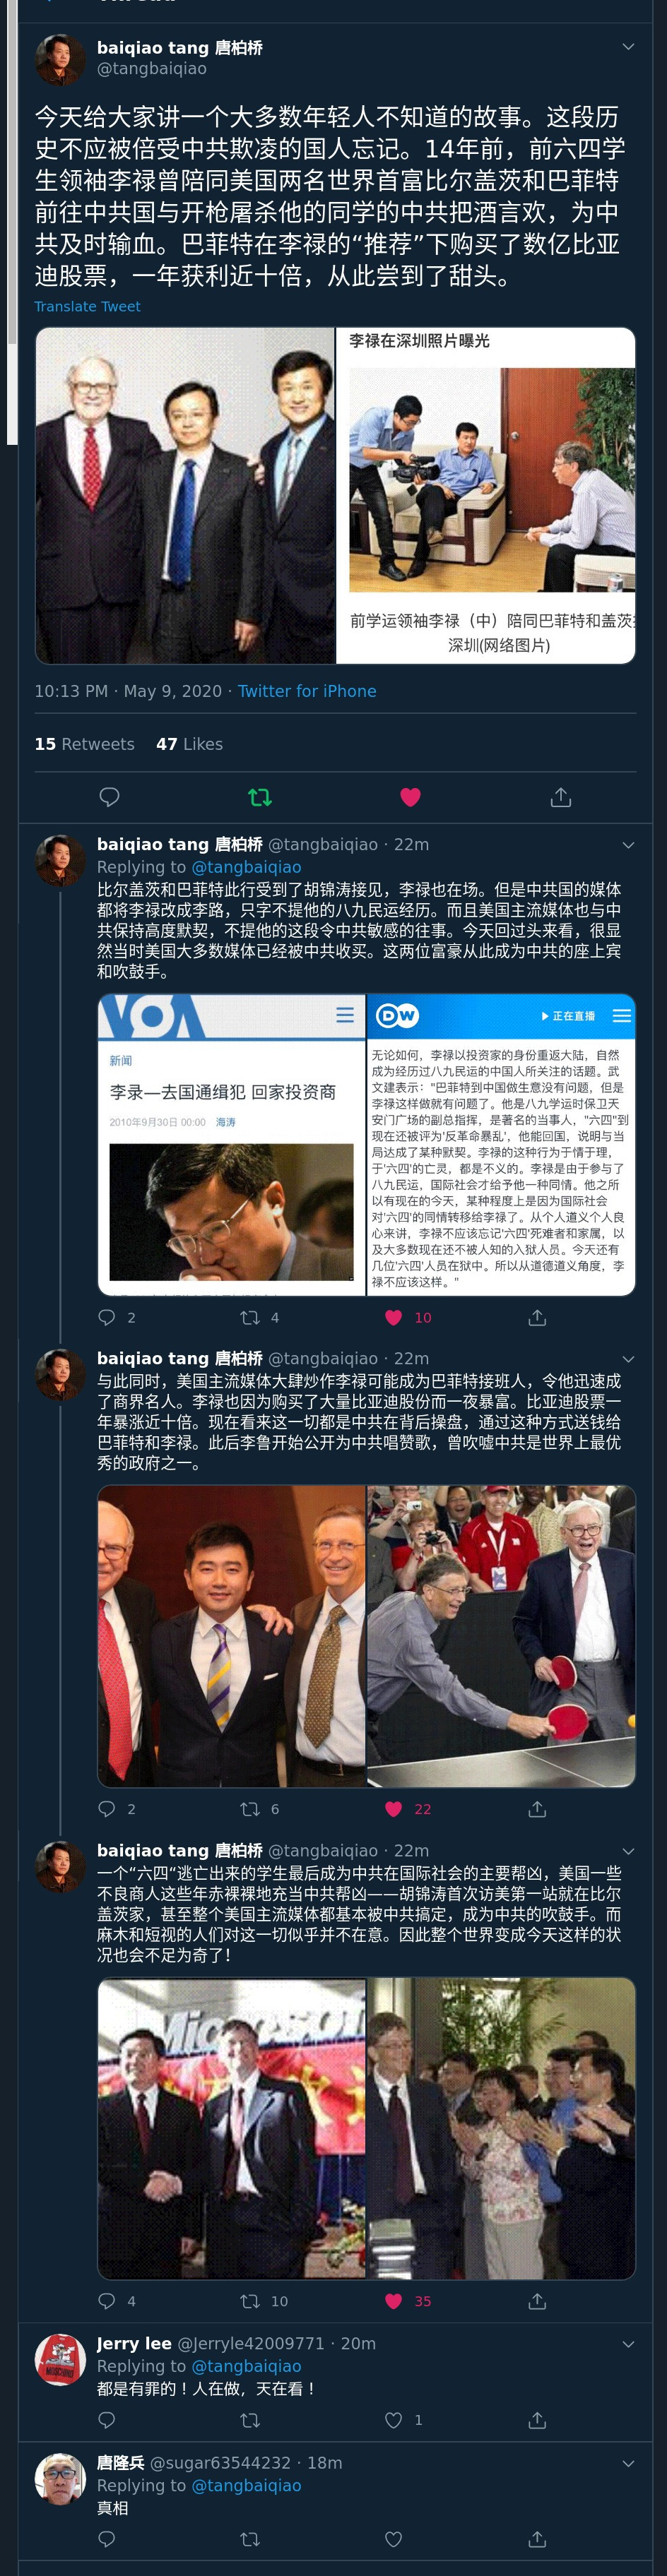 baiqiao tang 唐柏桥
@tangbaiqiao
今天给大家讲一个大多数年轻人不知道的故事。这段历
史不应被倍受中共欺凌的国人忘记。14年前，前六四学
生领袖李禄曾陪同美国两名世界首富比尔盖茨和巴菲特
前往中共国与开枪屠杀他的同学的中共把酒言欢，为中
共及时输血。巴菲特在李禄的“推荐”下购买了数亿比亚
迪股票，一年获利近十倍，从此尝到了甜头。
Translate Tweet
李禄在深圳照片曝光
前学运领袖李禄（中）陪同巴菲特和盖茨
深圳(网络图片)
10:13 PM · May 9, 2020 · Twitter for iPhone
15 Retweets 47 Likes
baiqiao tang 唐柏桥 @tangbaiqiao · 22m
Replying to @tangbaiqiao
比尔盖茨和巴菲特此行受到了胡锦涛接见，李禄也在场。但是中共国的媒体
都将李禄改成李路，只字不提他的八九民运经历。而且美国主流媒体也与中
共保持高度默契，不提他的这段令中共敏感的往事。今天回过头来看，很显
然当时美国大多数媒体已经被中共收买。这两位富豪从此成为中共的座上宾
和吹鼓手。
VOA
新闻
李录—去国通缉犯 回家投资商
2010年9月30日 00:00 海涛
DW
正在直播
无论如何，李禄以投资家的身份重返大陆，自然
成为经历过八九民运的中国人所关注的话题。武
文建表示："巴菲特到中国做生意没有问题，但是
李禄这样做就有问题了。他是八九学运时保卫天
安门广场的副总指挥，是著名的当事人，"六四"到
现在还被评为'反革命暴乱'，他能回国，说明与当
局达成了某种默契。李禄的这种行为于情于理，
于'六四'的亡灵，都是不义的。李禄是由于参与了
八九民运，国际社会才给予他一种同情。他之所
以有现在的今天，某种程度上是因为国际社会
对'六四'的同情转移给李禄了。从个人道义个人良
心来讲，李禄不应该忘记'六四'死难者和家属，以
及大多数现在还不被人知的入狱人员。今天还有
几位'六四'人员在狱中。所以从道德道义角度，李
禄不应该这样。"
2 4 10
baiqiao tang 唐柏桥 @tangbaiqiao · 22m
与此同时，美国主流媒体大肆炒作李禄可能成为巴菲特接班人，令他迅速成
了商界名人。李禄也因为购买了大量比亚迪股份而一夜暴富。比亚迪股票一
年暴涨近十倍。现在看来这一切都是中共在背后操盘，通过这种方式送钱给
巴菲特和李禄。此后李鲁开始公开为中共唱赞歌，曾吹嘘中共是世界上最优
秀的政府之一。
2 6 22
baiqiao tang 唐柏桥 @tangbaiqiao · 22m
一个“六四“逃亡出来的学生最后成为中共在国际社会的主要帮凶，美国一些
不良商人这些年赤裸裸地充当中共帮凶——胡锦涛首次访美第一站就在比尔
盖茨家，甚至整个美国主流媒体都基本被中共搞定，成为中共的吹鼓手。而
麻木和短视的人们对这一切似乎并不在意。因此整个世界变成今天这样的状
况也会不足为奇了！
Microsoft
4 10 35
Jerry lee @Jerryle42009771 · 20m
Replying to @tangbaiqiao
都是有罪的！人在做，天在看！
1
唐隆兵 @sugar63544232 · 18m
Replying to @tangbaiqiao
真相